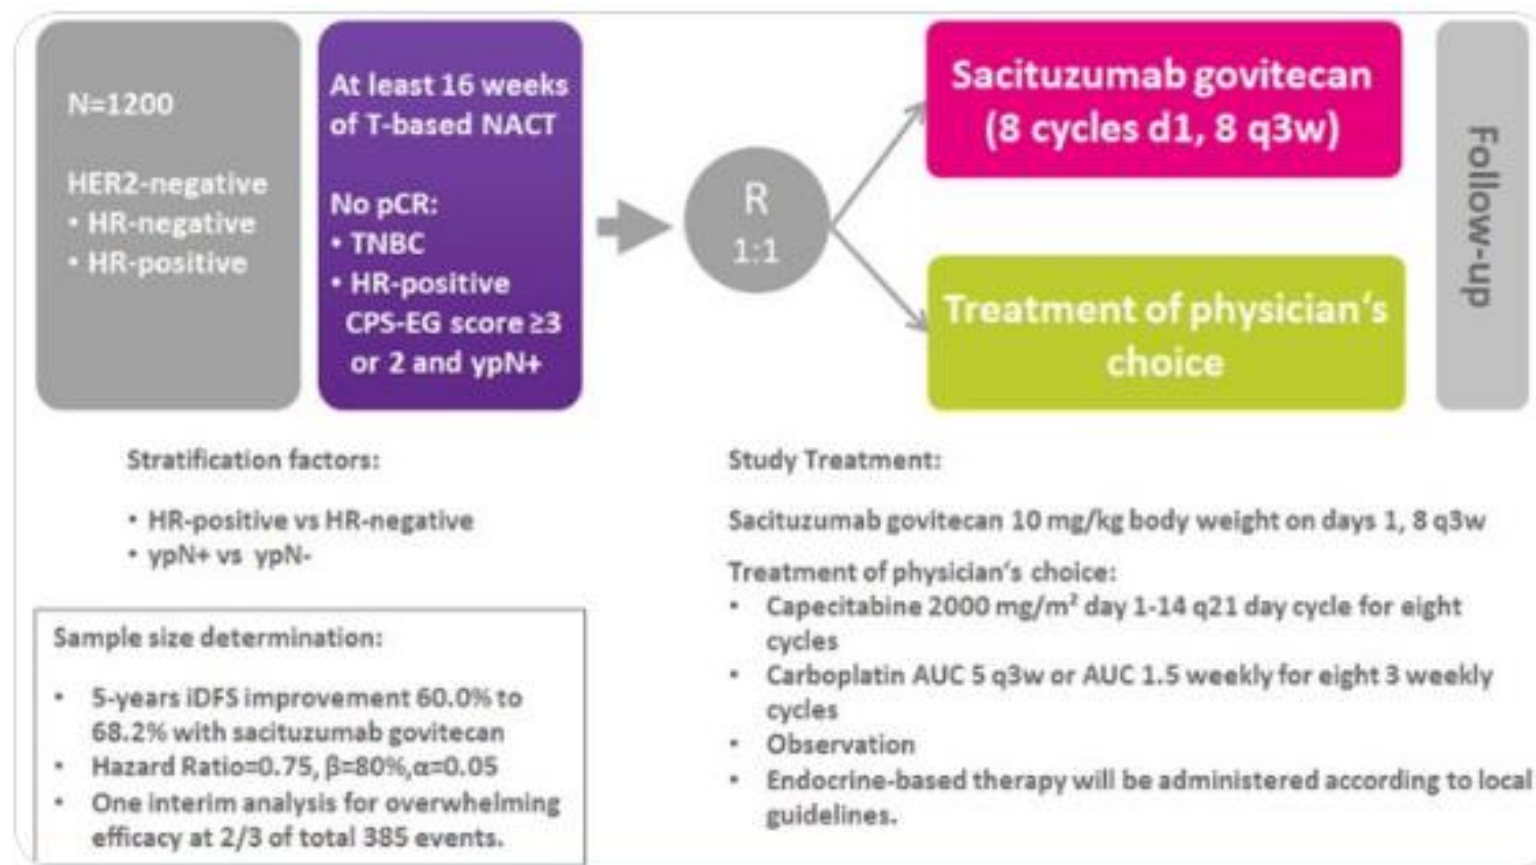 N=1200
HER2-negative
• HR-negative
• HR-positive
At least 16 weeks
of T-based NACT
No pCR:
• TNBC
• HR-positive
CPS-EG score ≥3
or 2 and ypN+
R
1:1
Sacituzumab govitecan
(8 cycles d1, 8 q3w)
Treatment of physician's
choice
Follow-up
Stratification factors:
• HR-positive vs HR-negative
• ypN+ vs ypN-
Sample size determination:
• 5-years iDFS improvement 60.0% to
68.2% with sacituzumab govitecan
• Hazard Ratio=0.75, β=80%,α=0.05
• One interim analysis for overwhelming
efficacy at 2/3 of total 385 events.
Study Treatment:
Sacituzumab govitecan 10 mg/kg body weight on days 1, 8 q3w
Treatment of physician's choice:
• Capecitabine 2000 mg/m² day 1-14 q21 day cycle for eight
cycles
• Carboplatin AUC 5 q3w or AUC 1.5 weekly for eight 3 weekly
cycles
• Observation
• Endocrine-based therapy will be administered according to local
guidelines.